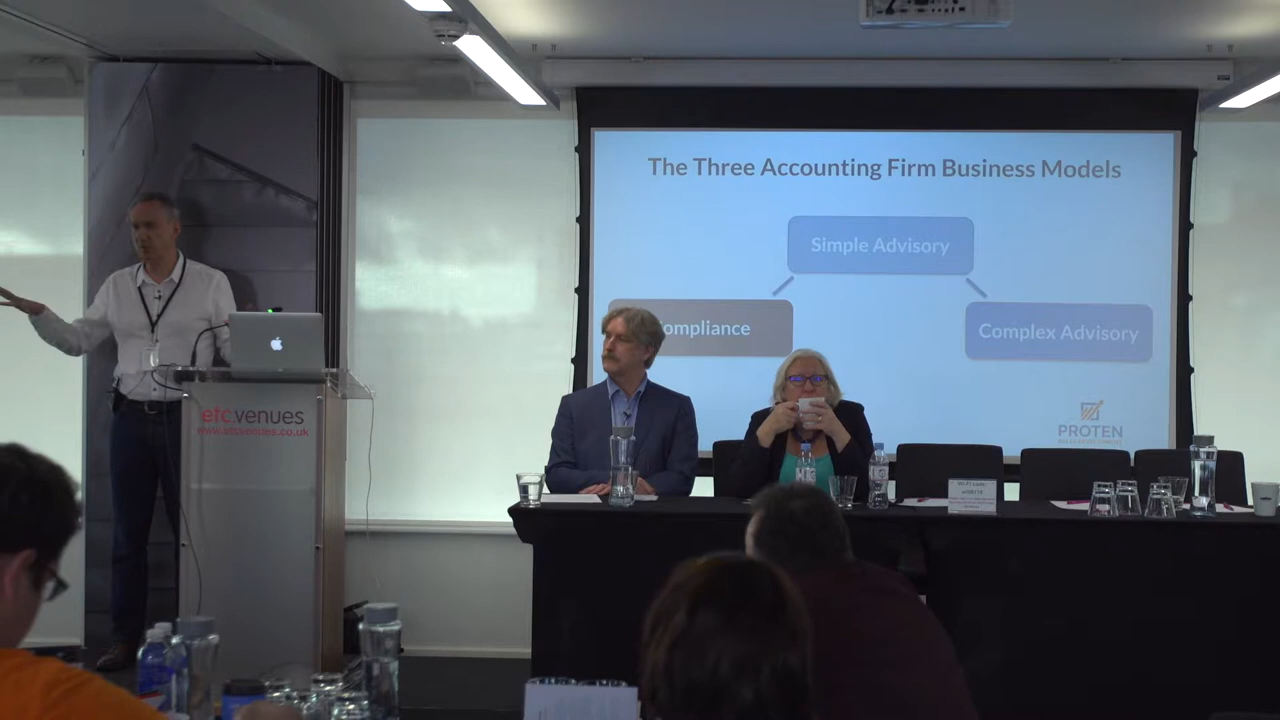 The Three Accounting Firm Business Models
Simple Advisory
ompliance
Complex Advisory
PROTEN
etc.venues
www.etcvenues.co.uk